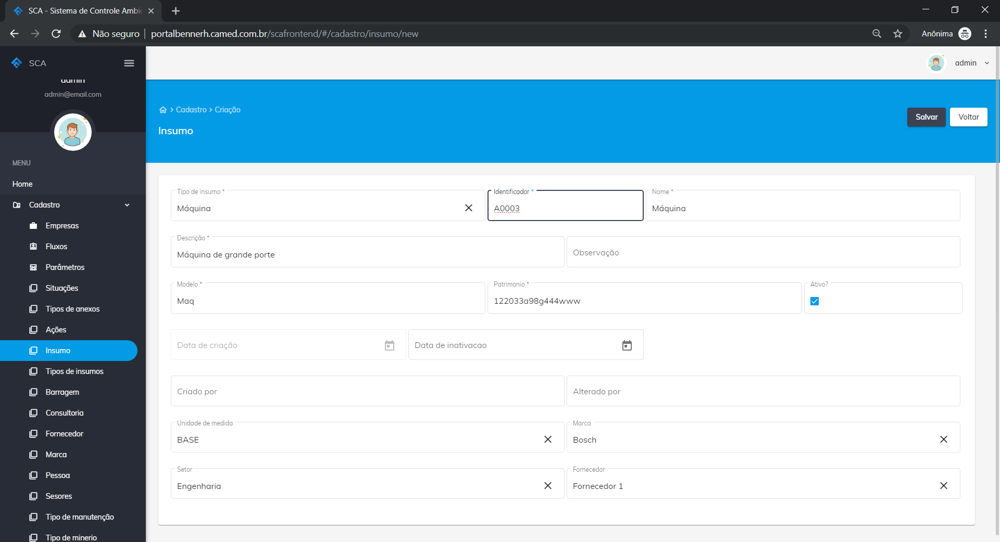 SCA - Sistema de Controle Ambie
Não seguro
portalbennerh.camed.com.br/scafrontend/#/cadastro/insumo/new
Anônima
SCA
admin
admin@email.com
MENU
Home
Cadastro
Empresas
Fluxos
Parâmetros
Situações
Tipos de anexos
Ações
Insumo
Tipos de insumos
Barragem
Consultoria
Fornecedor
Marca
Pessoa
Sesores
Tipo de manutenção
Tipo de minerio
admin
Cadastro > Criação
Insumo
Salvar
Voltar
Tipo de insumo *
Máquina
Identificador *
A0003
Nome *
Máquina
Descrição *
Máquina de grande porte
Observação
Modelo *
Maq
Patrimonio *
122033a98g444www
Ativo?
Data de criação
Data de inativacao
Criado por
Alterado por
Unidade de medida
BASE
Marca
Bosch
Setor
Engenharia
Fornecedor
Fornecedor 1